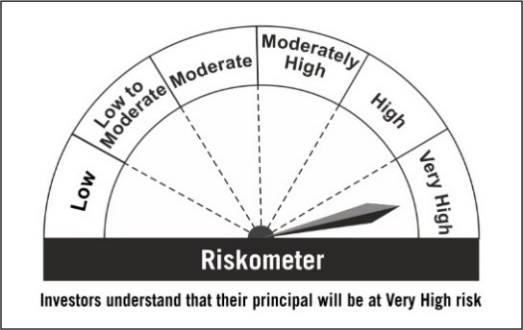 Low
Low to
Moderate
Moderate
Moderately
High
High
Very High
Riskometer
Investors understand that their principal will be at Very High risk